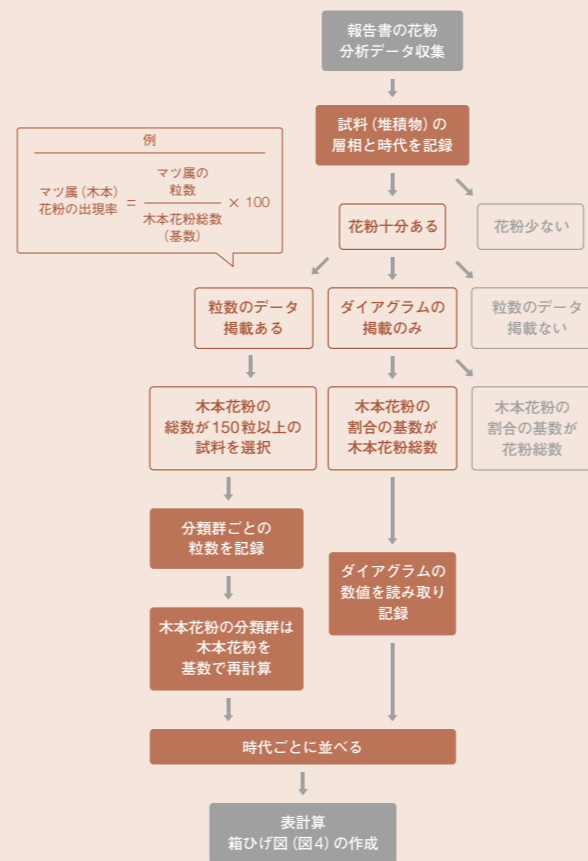 報告書の花粉
分析データ収集
試料（堆積物）の
層相と時代を記録
例
マツ属（木本）
花粉の出現率
=
マツ属の
粒数
木本花粉総数
（基数）
× 100
花粉十分ある
花粉少ない
粒数のデータ
掲載ある
ダイアグラムの
掲載のみ
粒数のデータ
掲載ない
木本花粉の
総数が150粒以上の
試料を選択
木本花粉の
割合の基数が
木本花粉総数
木本花粉の
割合の基数が
花粉総数
分類群ごとの
粒数を記録
ダイアグラムの
数値を読み取り
記録
木本花粉の分類群は
木本花粉を
基数で再計算
時代ごとに並べる
表計算
箱ひげ図（図4）の作成